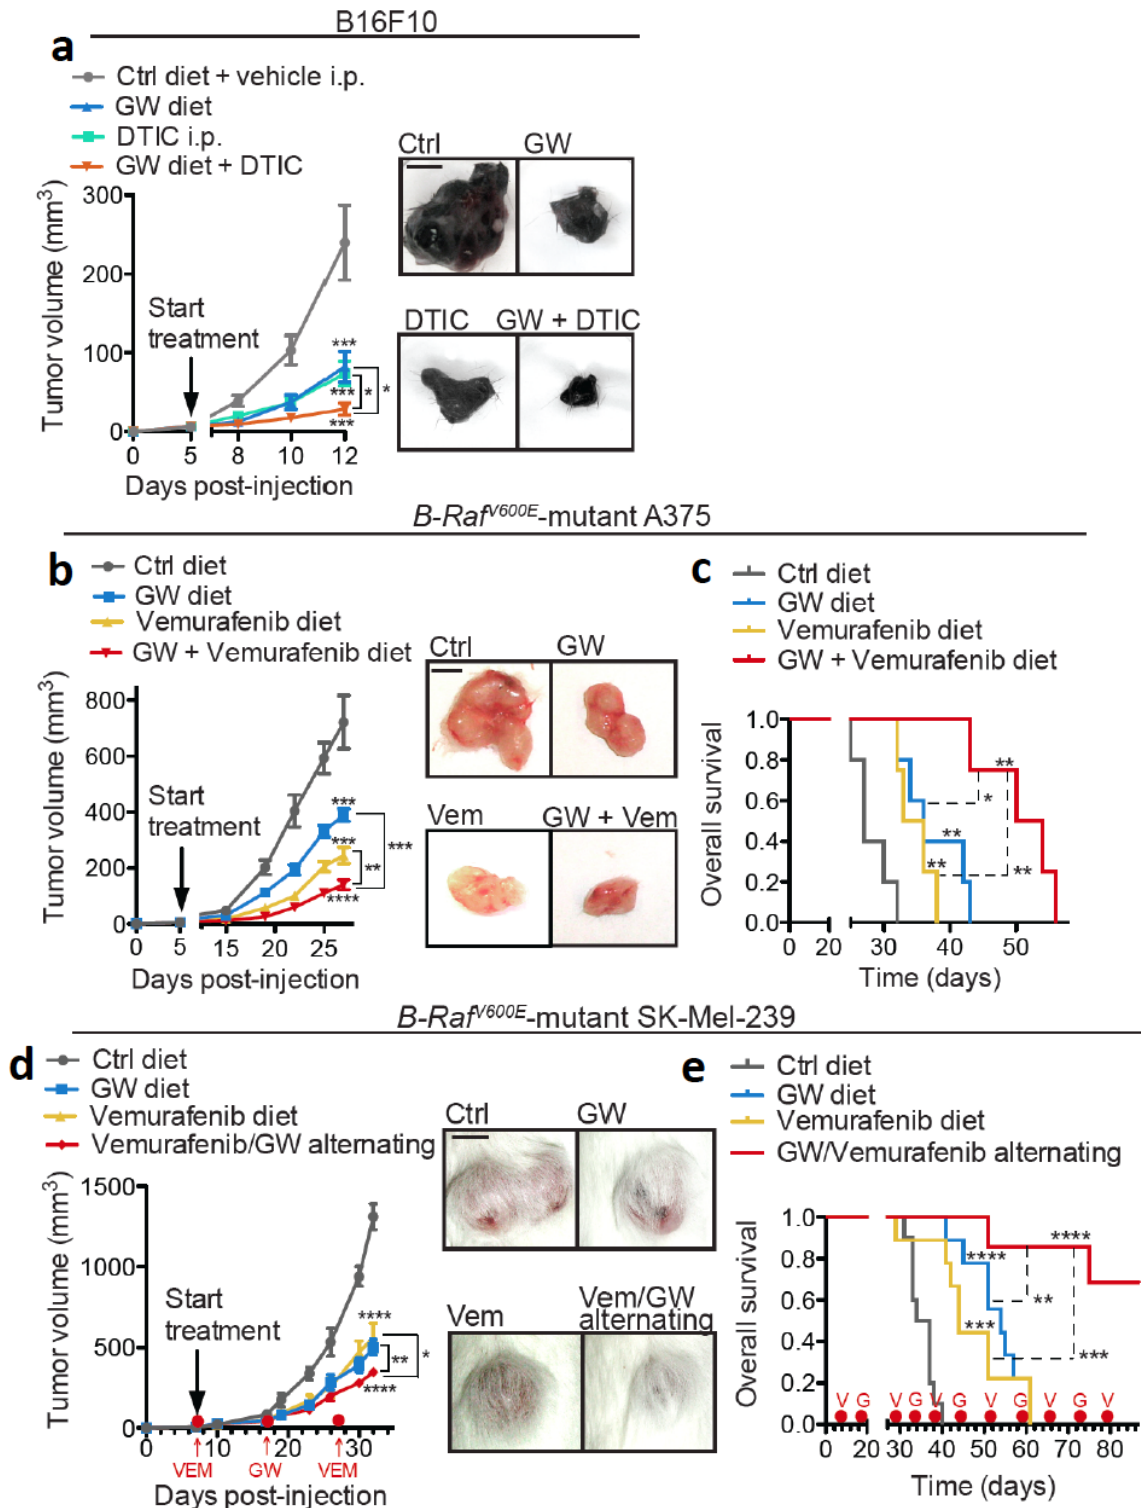 B16F10
a
Ctrl diet + vehicle i.p.
GW diet
DTIC i.p.
GW diet + DTIC
Tumor volume (mm³)
300
200
100
0
Start
treatment
***
***
***
*
*
0 5 8 10 12
Days post-injection
Ctrl GW
DTIC GW + DTIC
B-Raf^V600E-mutant A375
b
Ctrl diet
GW diet
Vemurafenib diet
GW + Vemurafenib diet
Tumor volume (mm³)
800
600
400
200
0
Start
treatment
***
***
****
**
***
0 5 15 20 25
Days post-injection
Ctrl GW
Vem GW + Vem
c
Ctrl diet
GW diet
Vemurafenib diet
GW + Vemurafenib diet
Overall survival
1.0
0.8
0.6
0.4
0.2
0.0
**
*
**
**
**
0 20 30 40 50
Time (days)
B-Raf^V600E-mutant SK-Mel-239
d
Ctrl diet
GW diet
Vemurafenib diet
Vemurafenib/GW alternating
Tumor volume (mm³)
1500
1000
500
0
Start
treatment
****
**
*
****
0 10 20 30
VEM GW VEM
Days post-injection
Ctrl GW
Vem Vem/GW
alternating
e
Ctrl diet
GW diet
Vemurafenib diet
GW/Vemurafenib alternating
Overall survival
1.0
0.8
0.6
0.4
0.2
0.0
****
****
**
***
***
V G V G V G V G V G V
0 20 30 40 50 60 70 80
Time (days)